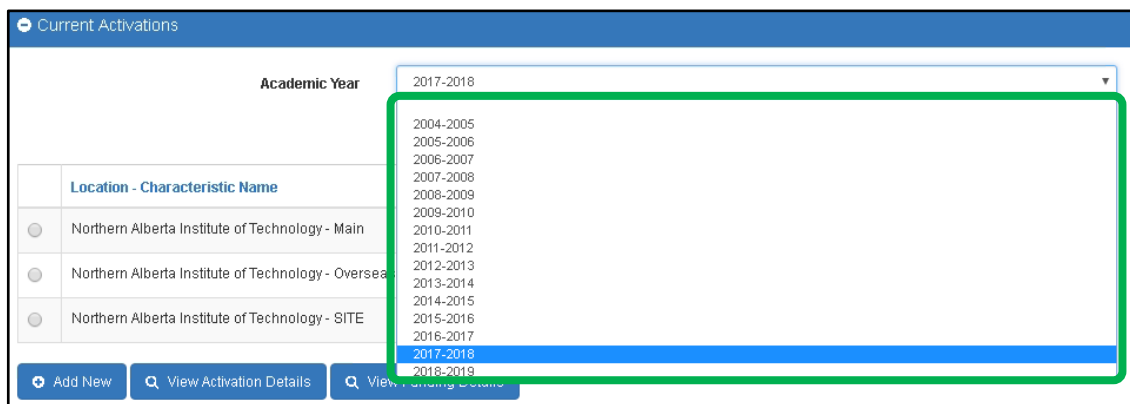 Current Activations
Academic Year
2017-2018
2004-2005
2005-2006
2006-2007
2007-2008
2008-2009
2009-2010
2010-2011
2011-2012
2012-2013
2013-2014
2014-2015
2015-2016
2016-2017
2017-2018
2018-2019
Location - Characteristic Name
Northern Alberta Institute of Technology - Main
Northern Alberta Institute of Technology - Overseas
Northern Alberta Institute of Technology - SITE
Add New
View Activation Details
View Funding Details